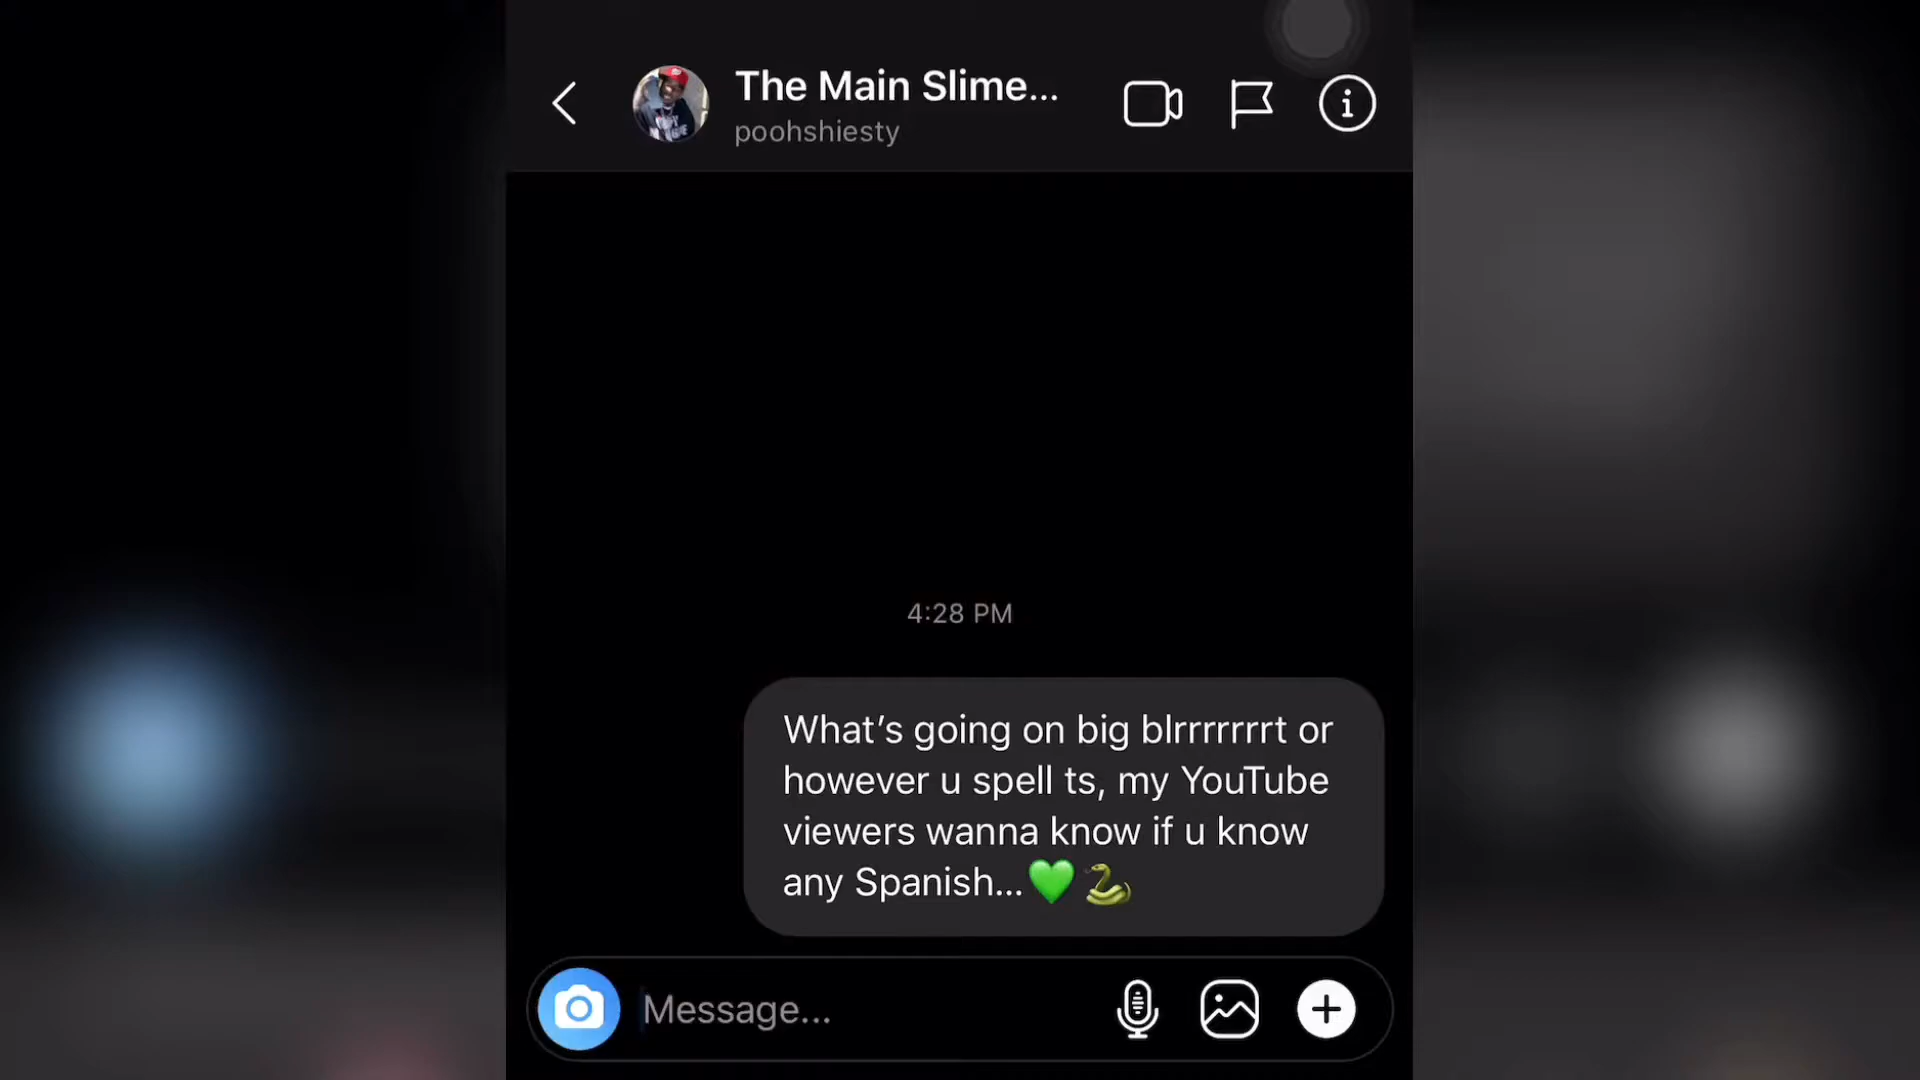 The Main Slime...
poohshiesty
4:28 PM
What's going on big blrrrrrrrt or
however u spell ts, my YouTube
viewers wanna know if u know
any Spanish...💚🐍
Message...